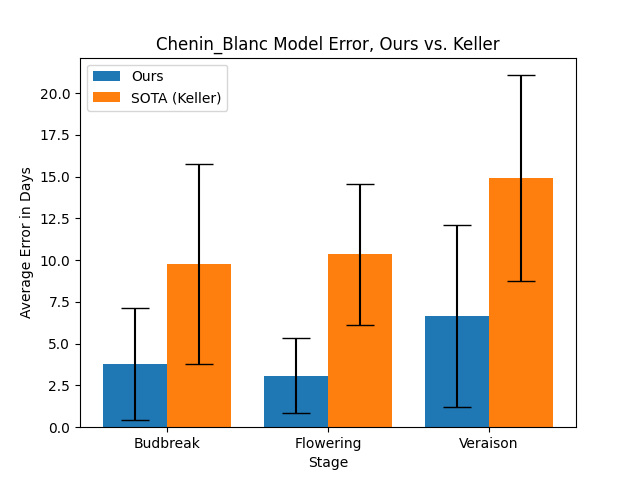 Chenin_Blanc Model Error, Ours vs. Keller
Ours
SOTA (Keller)
Average Error in Days
20.0
17.5
15.0
12.5
10.0
7.5
5.0
2.5
0.0
Budbreak Flowering Veraison
Stage